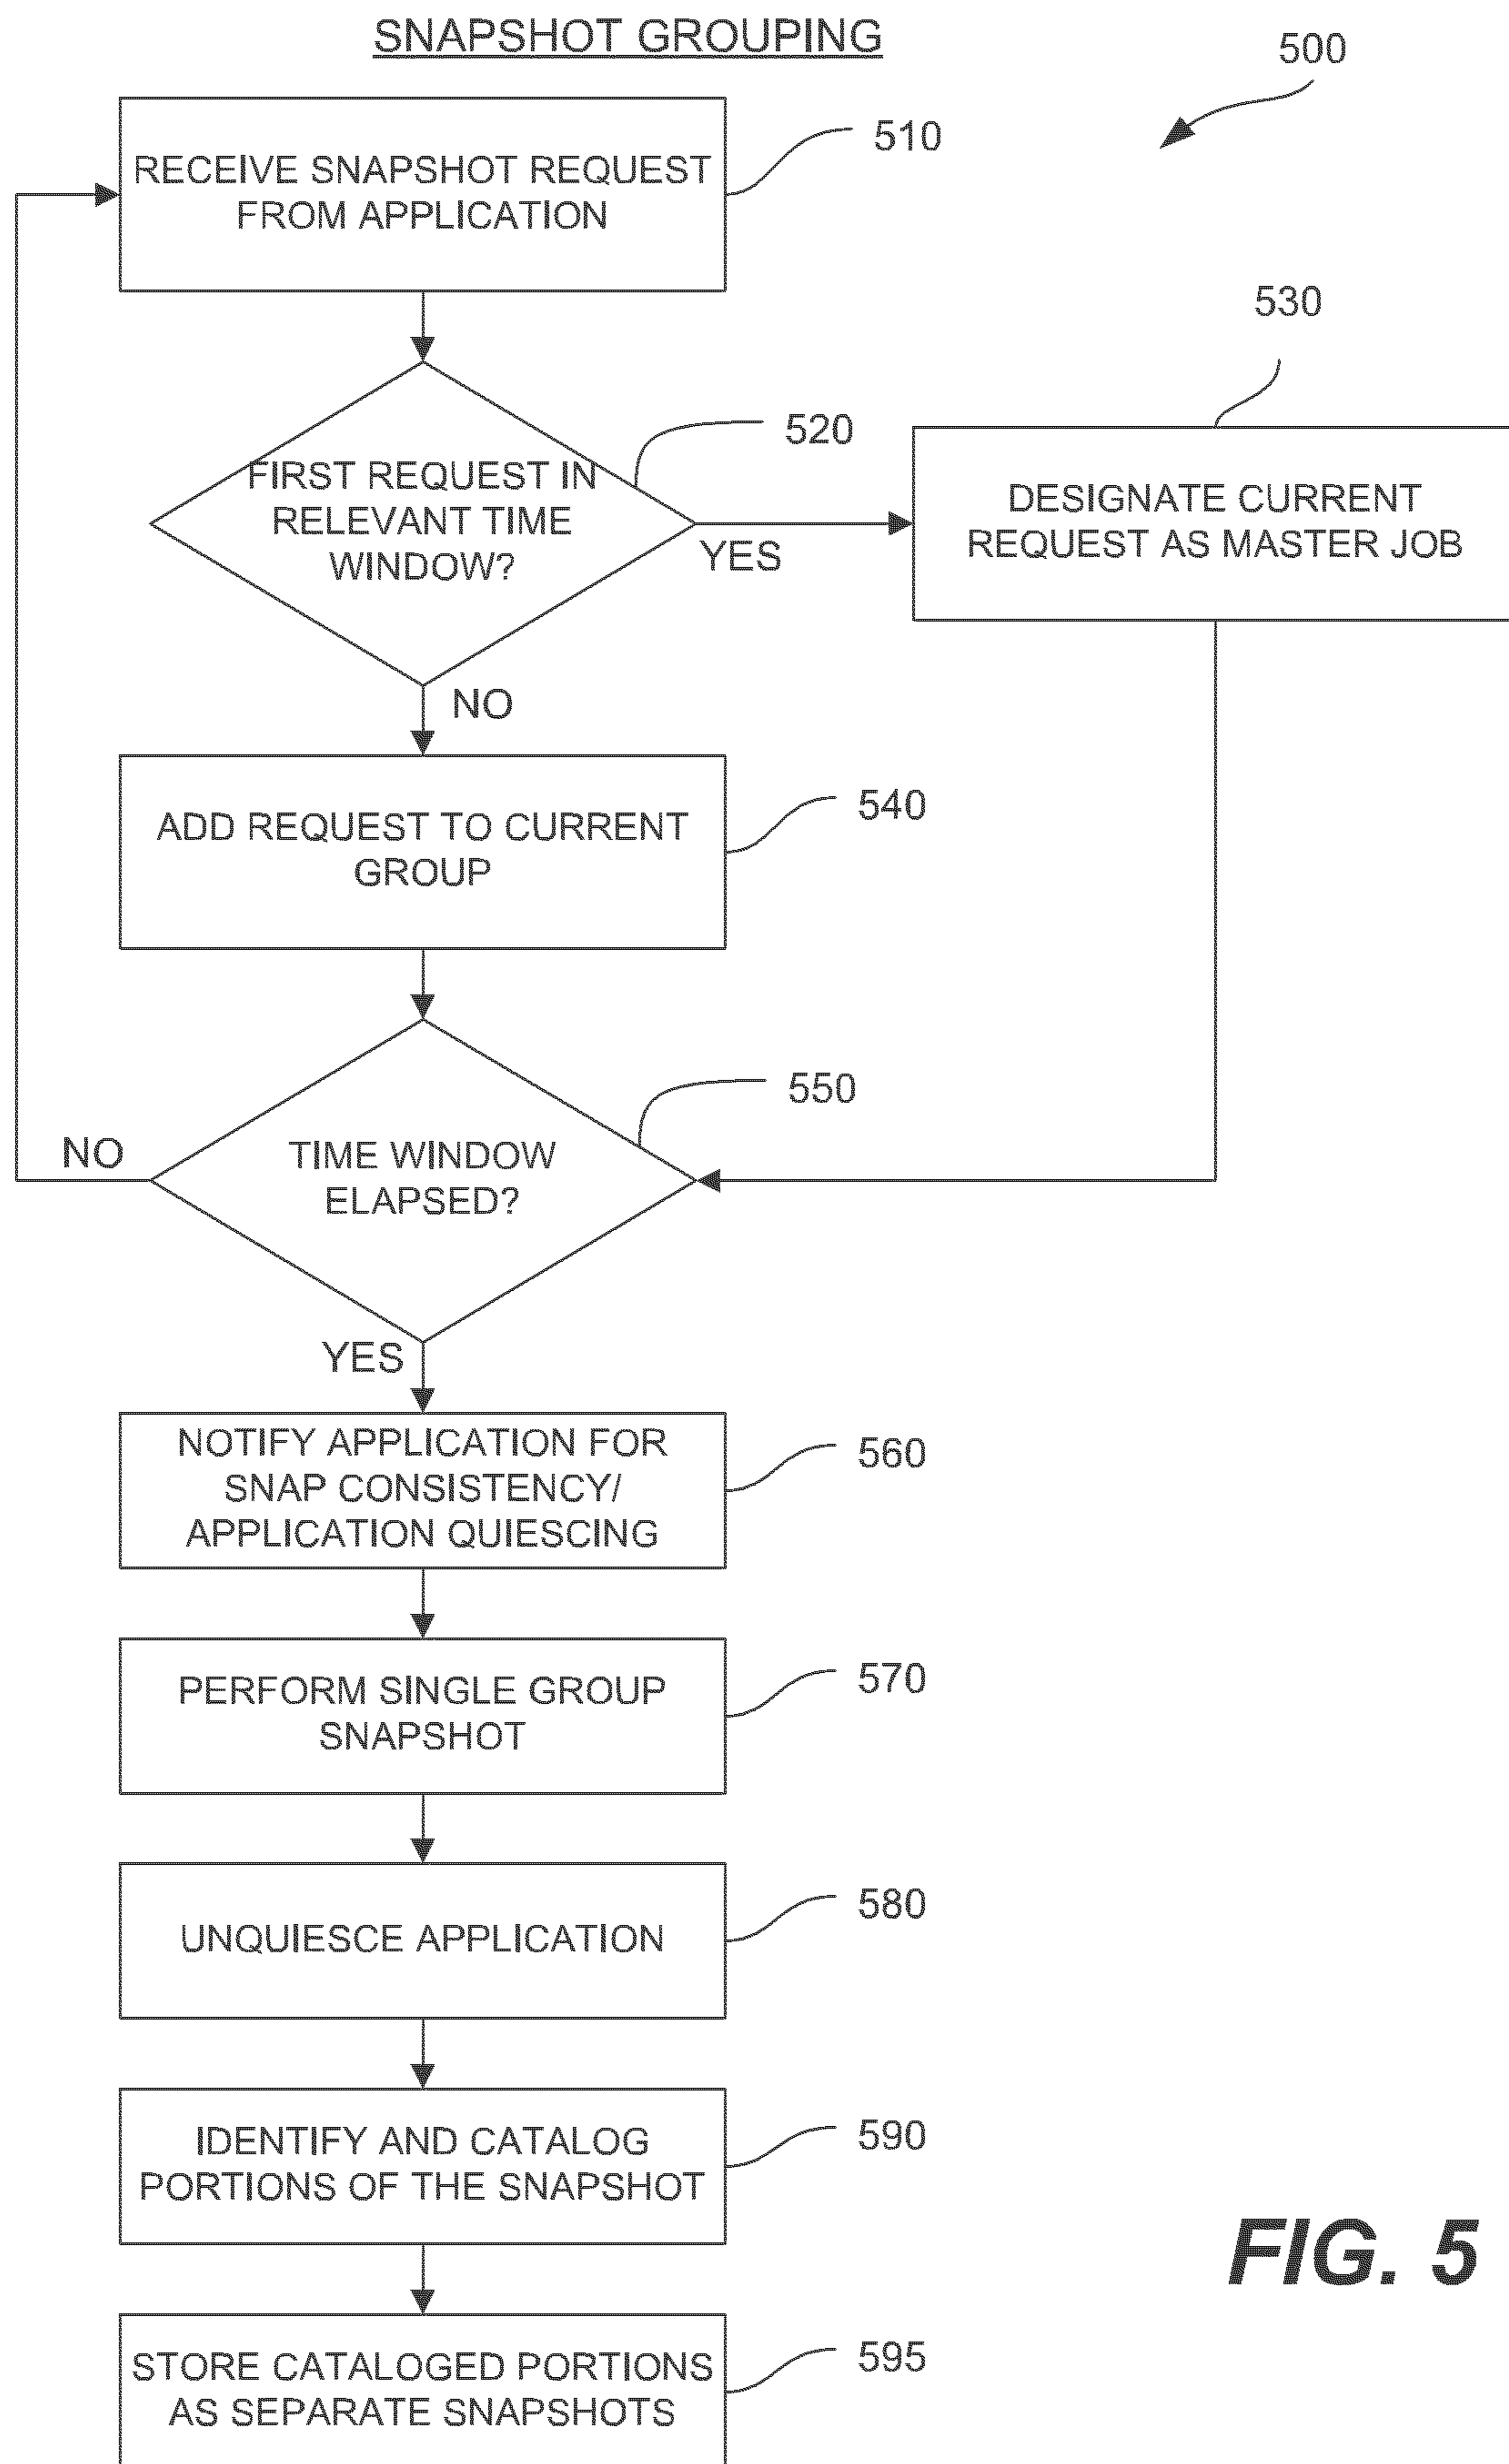 SNAPSHOT GROUPING
500
RECEIVE SNAPSHOT REQUEST
FROM APPLICATION
510
FIRST REQUEST IN
RELEVANT TIME
WINDOW?
520
YES
530
DESIGNATE CURRENT
REQUEST AS MASTER JOB
NO
ADD REQUEST TO CURRENT
GROUP
540
TIME WINDOW
ELAPSED?
550
NO
YES
NOTIFY APPLICATION FOR
SNAP CONSISTENCY/
APPLICATION QUIESCING
560
PERFORM SINGLE GROUP
SNAPSHOT
570
UNQUIESCE APPLICATION
580
IDENTIFY AND CATALOG
PORTIONS OF THE SNAPSHOT
590
STORE CATALOGED PORTIONS
AS SEPARATE SNAPSHOTS
595
FIG. 5